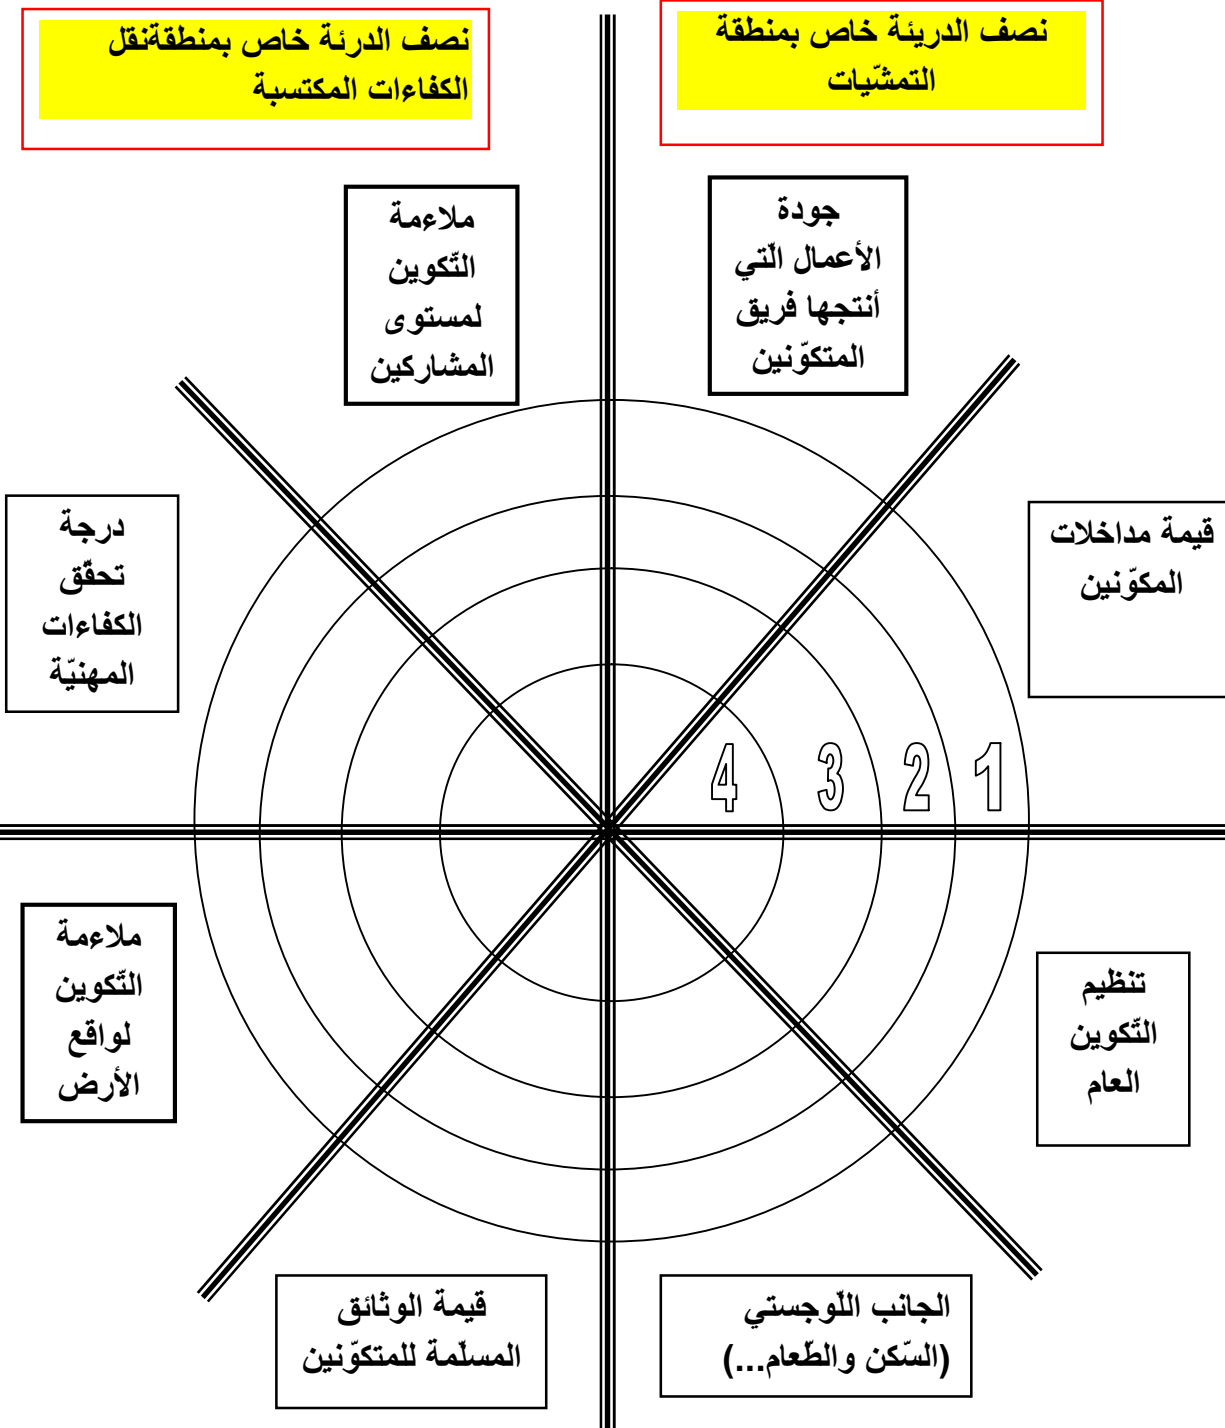 نصف الدريئة خاص بمنطقة
التمشّيات
نصف الدرئة خاص بمنطقةنقل
الكفاءات المكتسبة
جودة
الأعمال الّتي
أنتجها فريق
المتكوّنين
ملاءمة
التّكوين
لمستوى
المشاركين
قيمة مداخلات
المكوّنين
درجة
تحقّق
الكفاءات
المهنيّة
4 3 2 1
تنظيم
التّكوين
العام
ملاءمة
التّكوين
لواقع
الأرض
الجانب اللّوجستي
(السّكن والطّعام...)
قيمة الوثائق
المسلّمة للمتكوّنين